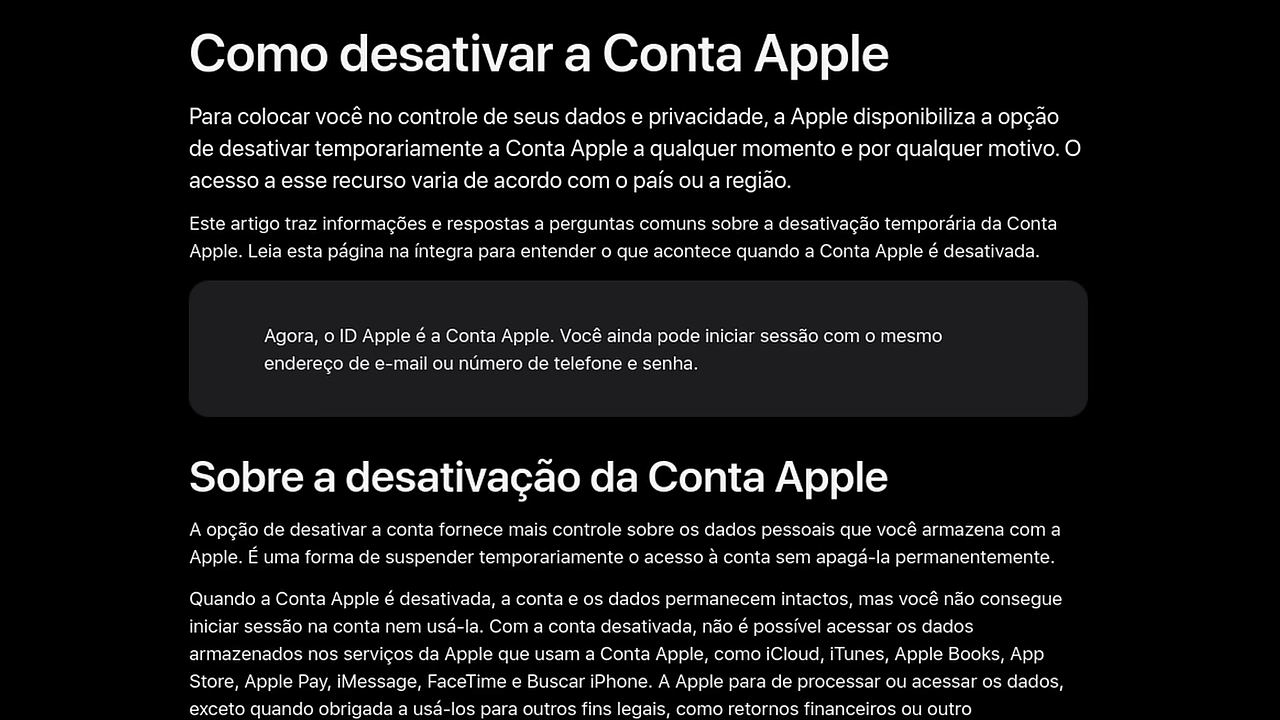 Como desativar a Conta Apple
Para colocar você no controle de seus dados e privacidade, a Apple disponibiliza a opção
de desativar temporariamente a Conta Apple a qualquer momento e por qualquer motivo. O
acesso a esse recurso varia de acordo com o país ou a região.
Este artigo traz informações e respostas a perguntas comuns sobre a desativação temporária da Conta
Apple. Leia esta página na íntegra para entender o que acontece quando a Conta Apple é desativada.
Agora, o ID Apple é a Conta Apple. Você ainda pode iniciar sessão com o mesmo
endereço de e-mail ou número de telefone e senha.
Sobre a desativação da Conta Apple
A opção de desativar a conta fornece mais controle sobre os dados pessoais que você armazena com a
Apple. É uma forma de suspender temporariamente o acesso à conta sem apagá-la permanentemente.
Quando a Conta Apple é desativada, a conta e os dados permanecem intactos, mas você não consegue
iniciar sessão na conta nem usá-la. Com a conta desativada, não é possível acessar os dados
armazenados nos serviços da Apple que usam a Conta Apple, como iCloud, iTunes, Apple Books, App
Store, Apple Pay, iMessage, FaceTime e Buscar iPhone. A Apple para de processar ou acessar os dados,
exceto quando obrigada a usá-los para outros fins legais, como retornos financeiros ou outro